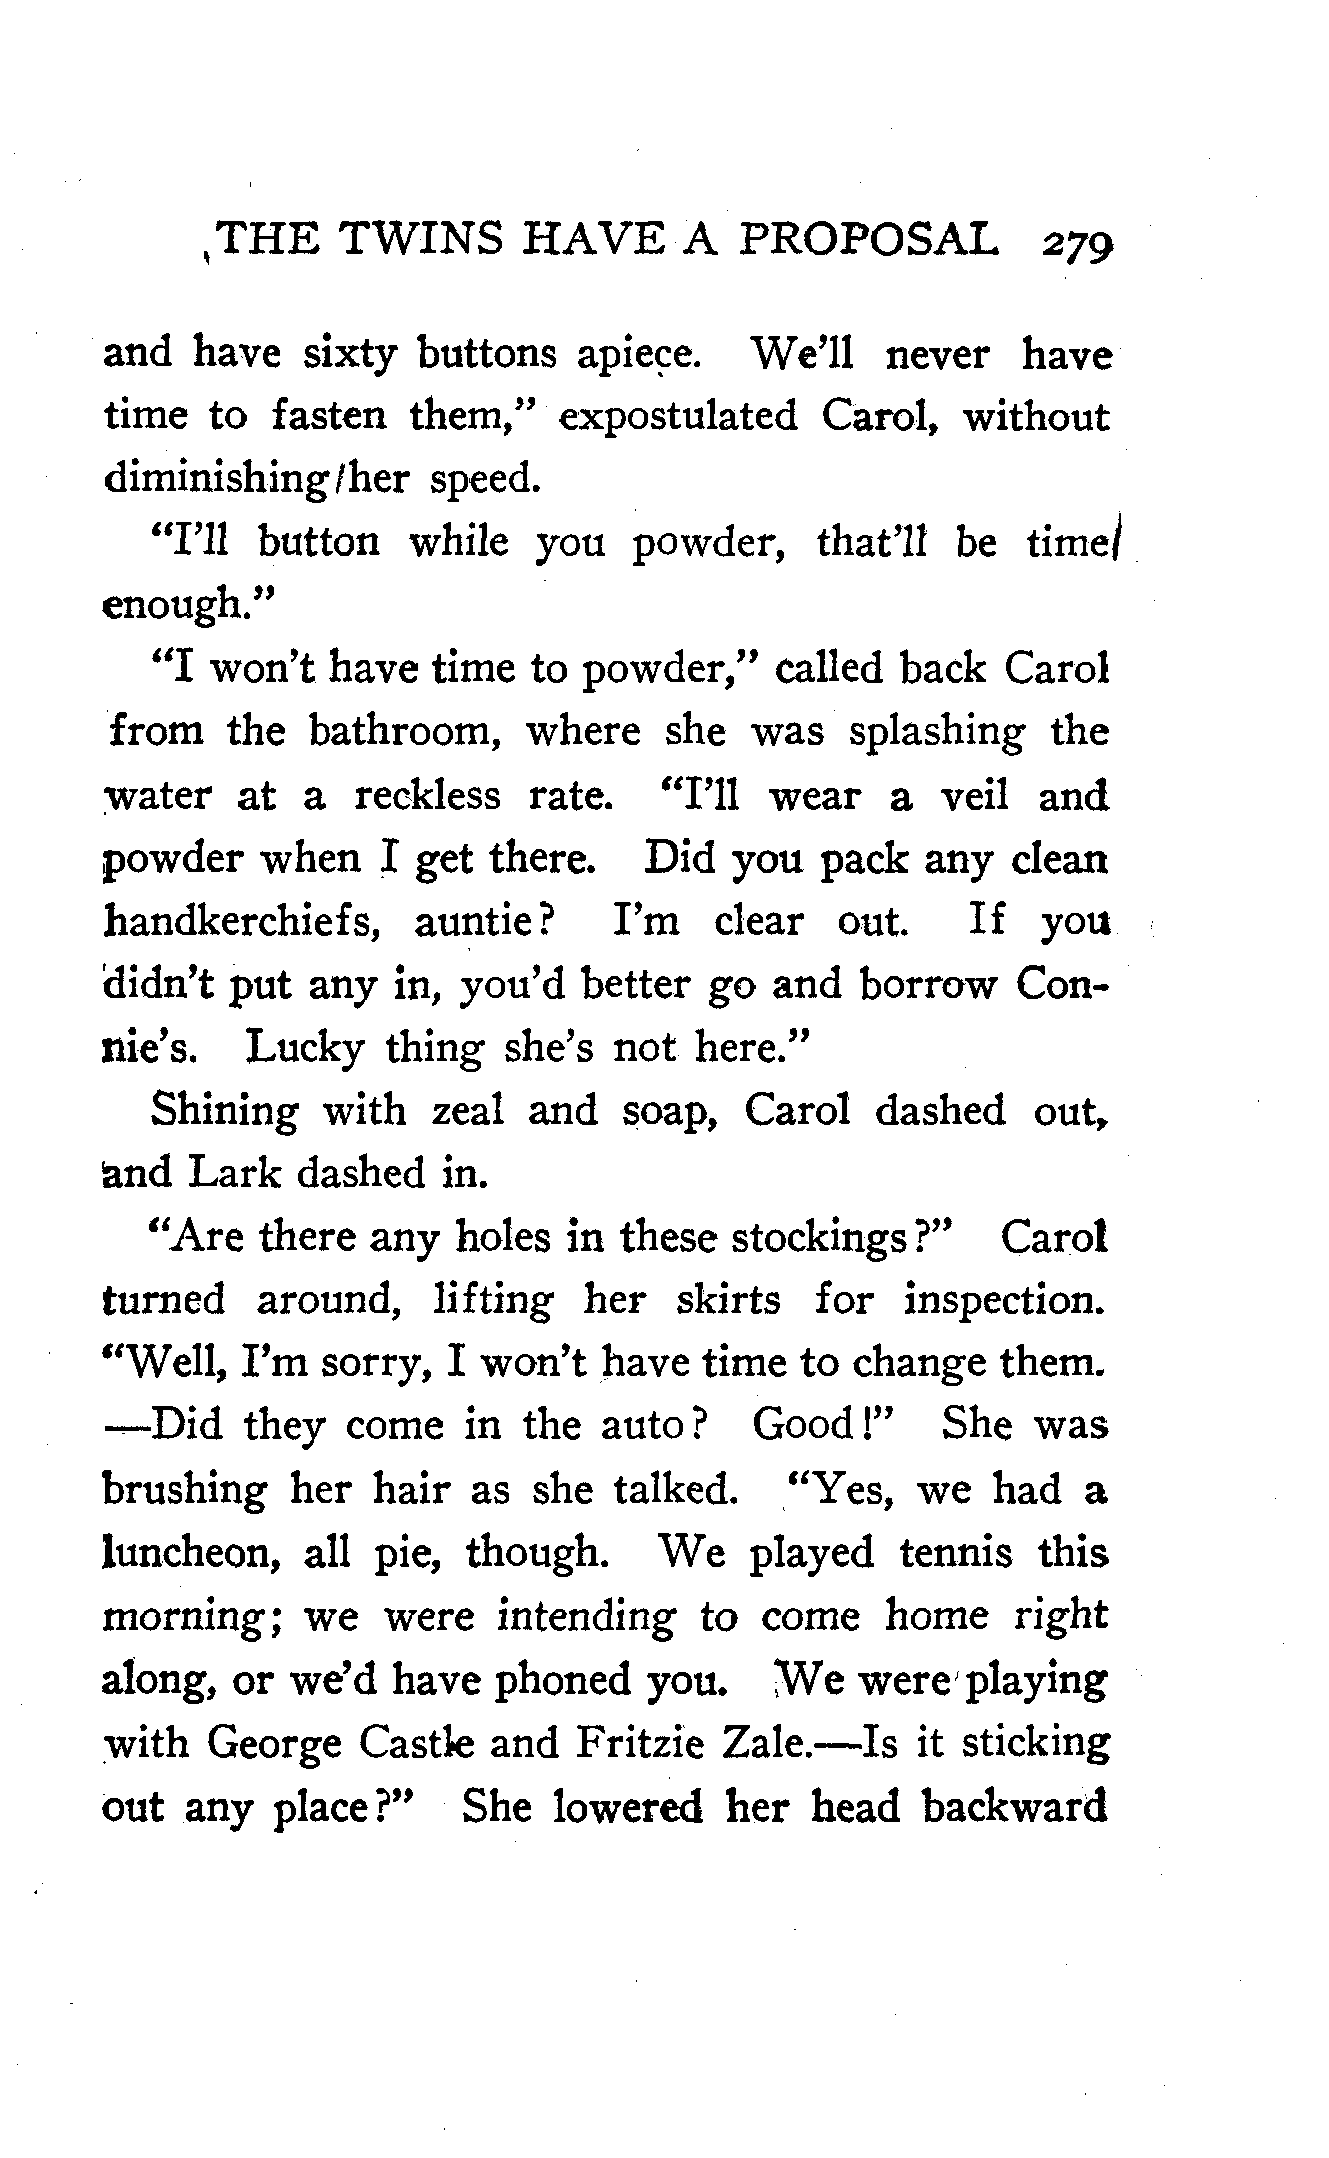 THE TWINS HAVE A PROPOSAL 279
and have sixty buttons apiece. We'll never have
time to fasten them," expostulated Carol, without
diminishing her speed.
"I'll button while you powder, that'll be time
enough."
"I won't have time to powder," called back Carol
from the bathroom, where she was splashing the
water at a reckless rate. "I'll wear a veil and
powder when I get there. Did you pack any clean
handkerchiefs, auntie? I'm clear out. If you
didn't put any in, you'd better go and borrow Con-
nie's. Lucky thing she's not here."
Shining with zeal and soap, Carol dashed out,
and Lark dashed in.
"Are there any holes in these stockings?" Carol
turned around, lifting her skirts for inspection.
"Well, I'm sorry, I won't have time to change them.
—Did they come in the auto? Good!" She was
brushing her hair as she talked. "Yes, we had a
luncheon, all pie, though. We played tennis this
morning; we were intending to come home right
along, or we'd have phoned you. We were playing
with George Castle and Fritzie Zale.—Is it sticking
out any place?" She lowered her head backward